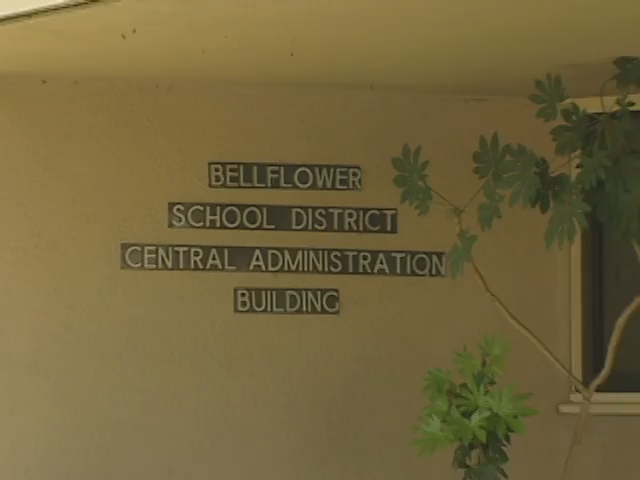 BELLFLOWER
SCHOOL DISTRICT
CENTRAL ADMINISTRATION
BUILDING